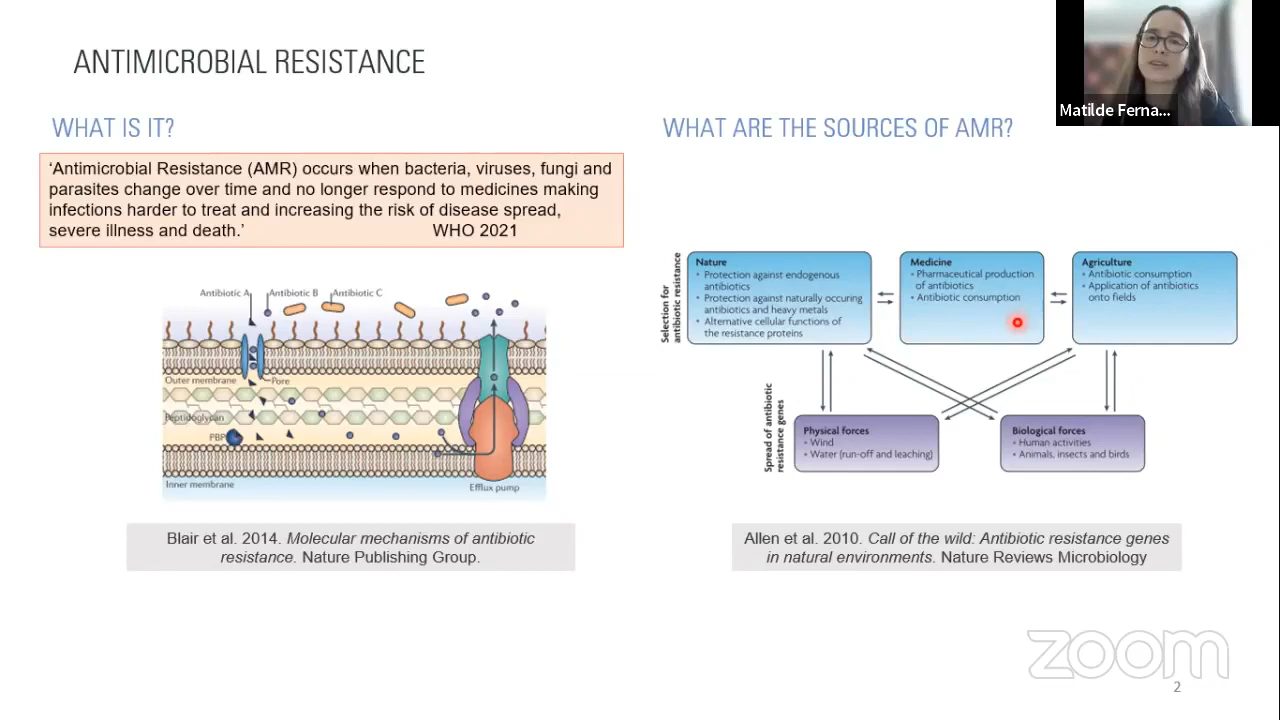 ANTIMICROBIAL RESISTANCE
Matilde Ferna...
WHAT IS IT?
‘Antimicrobial Resistance (AMR) occurs when bacteria, viruses, fungi and
parasites change over time and no longer respond to medicines making
infections harder to treat and increasing the risk of disease spread,
severe illness and death.’ WHO 2021
Antibiotic A
Antibiotic B
Antibiotic C
Outer membrane
Pore
Peptidoglycan
PBP
Inner membrane
Efflux pump
Blair et al. 2014. Molecular mechanisms of antibiotic
resistance. Nature Publishing Group.
WHAT ARE THE SOURCES OF AMR?
Selection for
antibiotic resistance
Nature
• Protection against endogenous
antibiotics
• Protection against naturally occuring
antibiotics and heavy metals
• Alternative cellular functions of
the resistance proteins
Medicine
• Pharmaceutical production
of antibiotics
• Antibiotic consumption
Agriculture
• Antibiotic consumption
• Application of antibiotics
onto fields
Spread of antibiotic
resistance genes
Physical forces
• Wind
• Water (run-off and leaching)
Biological forces
• Human activities
• Animals, insects and birds
Allen et al. 2010. Call of the wild: Antibiotic resistance genes
in natural environments. Nature Reviews Microbiology
zoom
2